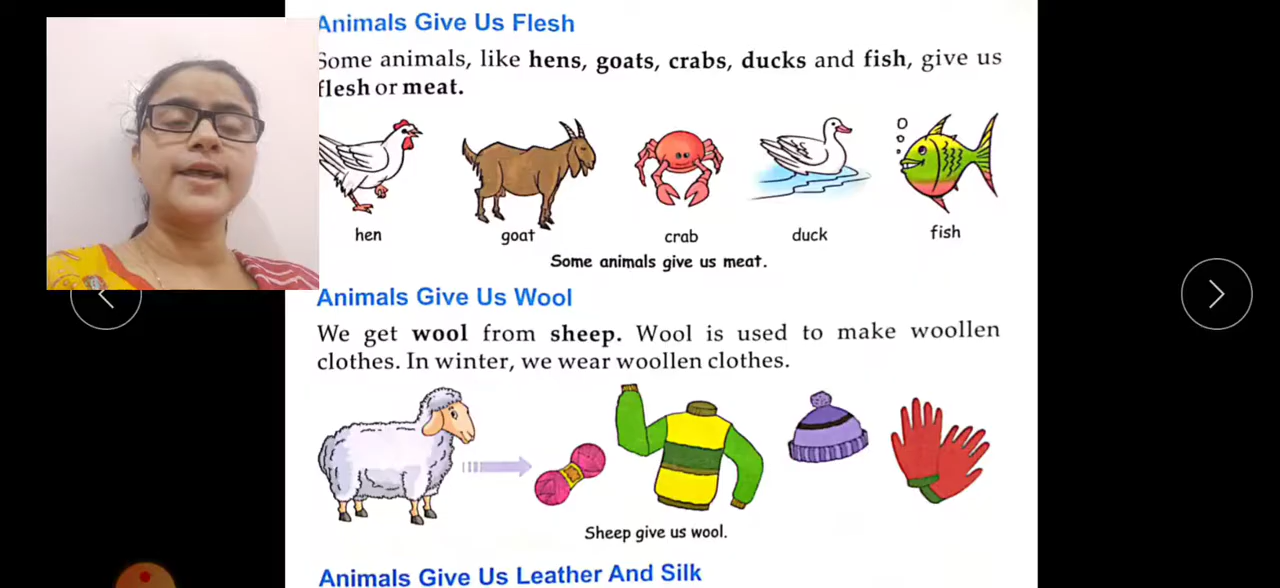 Animals Give Us Flesh
Some animals, like hens, goats, crabs, ducks and fish, give us
flesh or meat.
hen goat crab duck fish
Some animals give us meat.
Animals Give Us Wool
We get wool from sheep. Wool is used to make woollen
clothes. In winter, we wear woollen clothes.
Sheep give us wool.
Animals Give Us Leather And Silk